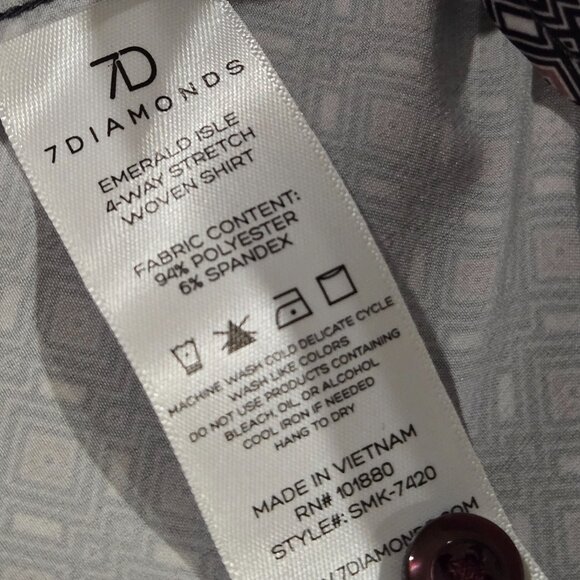 7D
7DIAMONDS
EMERALD ISLE
4-WAY STRETCH
WOVEN SHIRT
FABRIC CONTENT:
94% POLYESTER
6% SPANDEX
MACHINE WASH COLD DELICATE CYCLE
WASH LIKE COLORS
DO NOT USE PRODUCTS CONTAINING
BLEACH, OIL, OR ALCOHOL
COOL IRON IF NEEDED
HANG TO DRY
MADE IN VIETNAM
RN# 101880
STYLE#: SMK-7420
.7DIAMONDS.COM